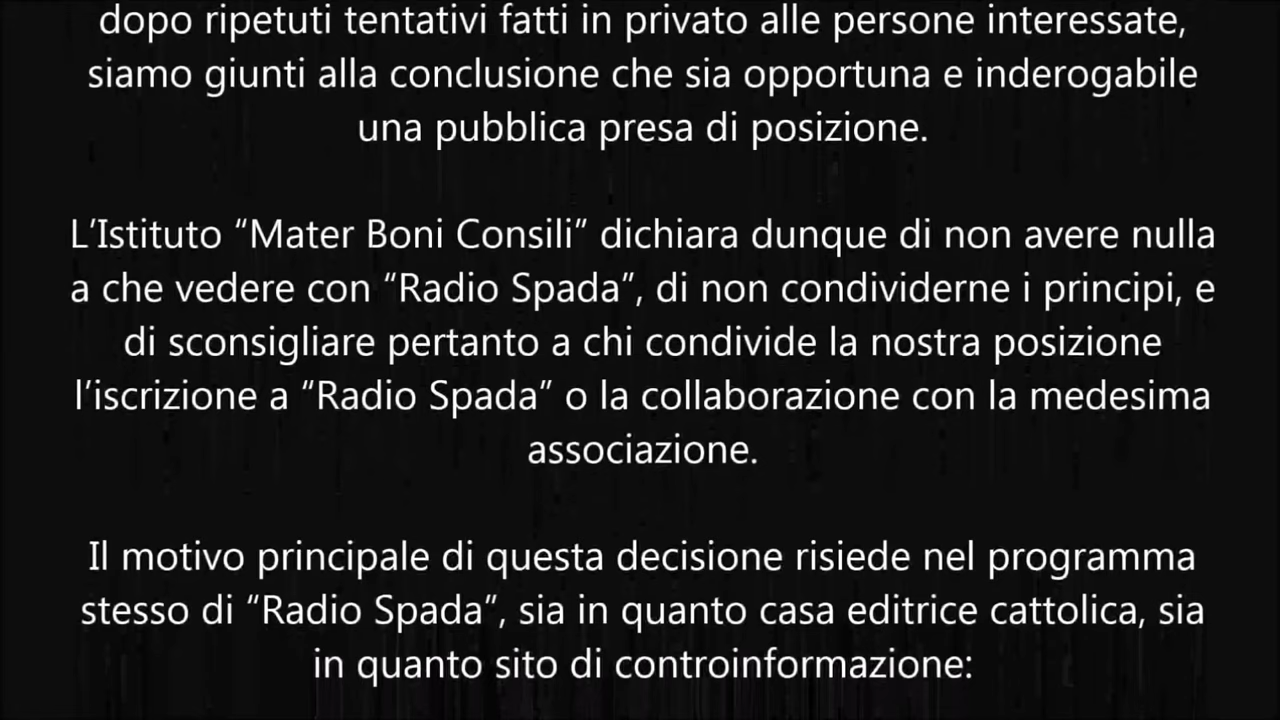 dopo ripetuti tentativi fatti in privato alle persone interessate,
siamo giunti alla conclusione che sia opportuna e inderogabile
una pubblica presa di posizione.
L’Istituto “Mater Boni Consili” dichiara dunque di non avere nulla
a che vedere con “Radio Spada”, di non condividerne i principi, e
di sconsigliare pertanto a chi condivide la nostra posizione
l’iscrizione a “Radio Spada” o la collaborazione con la medesima
associazione.
Il motivo principale di questa decisione risiede nel programma
stesso di “Radio Spada”, sia in quanto casa editrice cattolica, sia
in quanto sito di controinformazione: